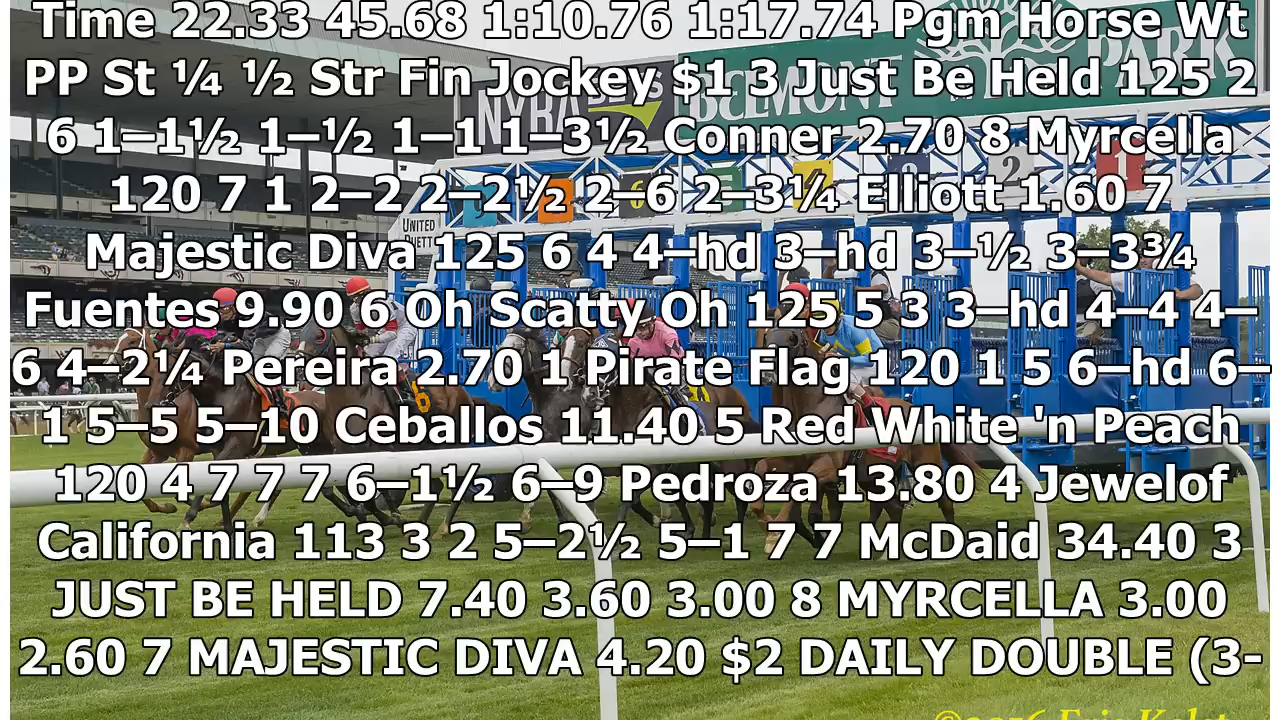 Time 22.33 45.68 1:10.76 1:17.74 Pgm Horse Wt
PP St ¼ ½ Str Fin Jockey $1 3 Just Be Held 125 2
6 1–1½ 1–½ 1–1 1–3½ Conner 2.70 8 Myrcella
120 7 1 2–2 2–2½ 2–6 2–3¼ Elliott 1.60 7
Majestic Diva 125 6 4 4–hd 3–hd 3–½ 3–3¾
Fuentes 9.90 6 Oh Scatty Oh 125 5 3 3–hd 4–4 4–
6 4–2¼ Pereira 2.70 1 Pirate Flag 120 1 5 6–hd 6–
1 5–5 5–10 Ceballos 11.40 5 Red White 'n Peach
120 4 7 7 7 6–1½ 6–9 Pedroza 13.80 4 Jewelof
California 113 3 2 5–2½ 5–1 7 7 McDaid 34.40 3
JUST BE HELD 7.40 3.60 3.00 8 MYRCELLA 3.00
2.60 7 MAJESTIC DIVA 4.20 $2 DAILY DOUBLE (3-
NYRA BETS
BELMONT PARK
UNITED
6
2
1
6